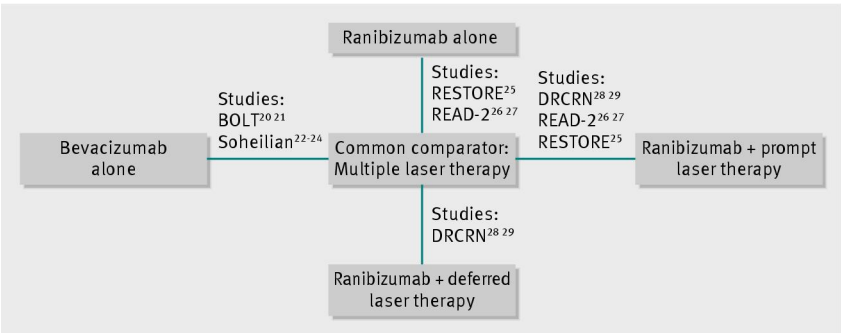 Ranibizumab alone
Studies:
RESTORE²⁵
READ-2²⁶ ²⁷
Studies:
DRCRN²⁸ ²⁹
READ-2²⁶ ²⁷
RESTORE²⁵
Studies:
BOLT²⁰ ²¹
Soheilian²²⁻²⁴
Bevacizumab
alone
Common comparator:
Multiple laser therapy
Ranibizumab + prompt
laser therapy
Studies:
DRCRN²⁸ ²⁹
Ranibizumab + deferred
laser therapy